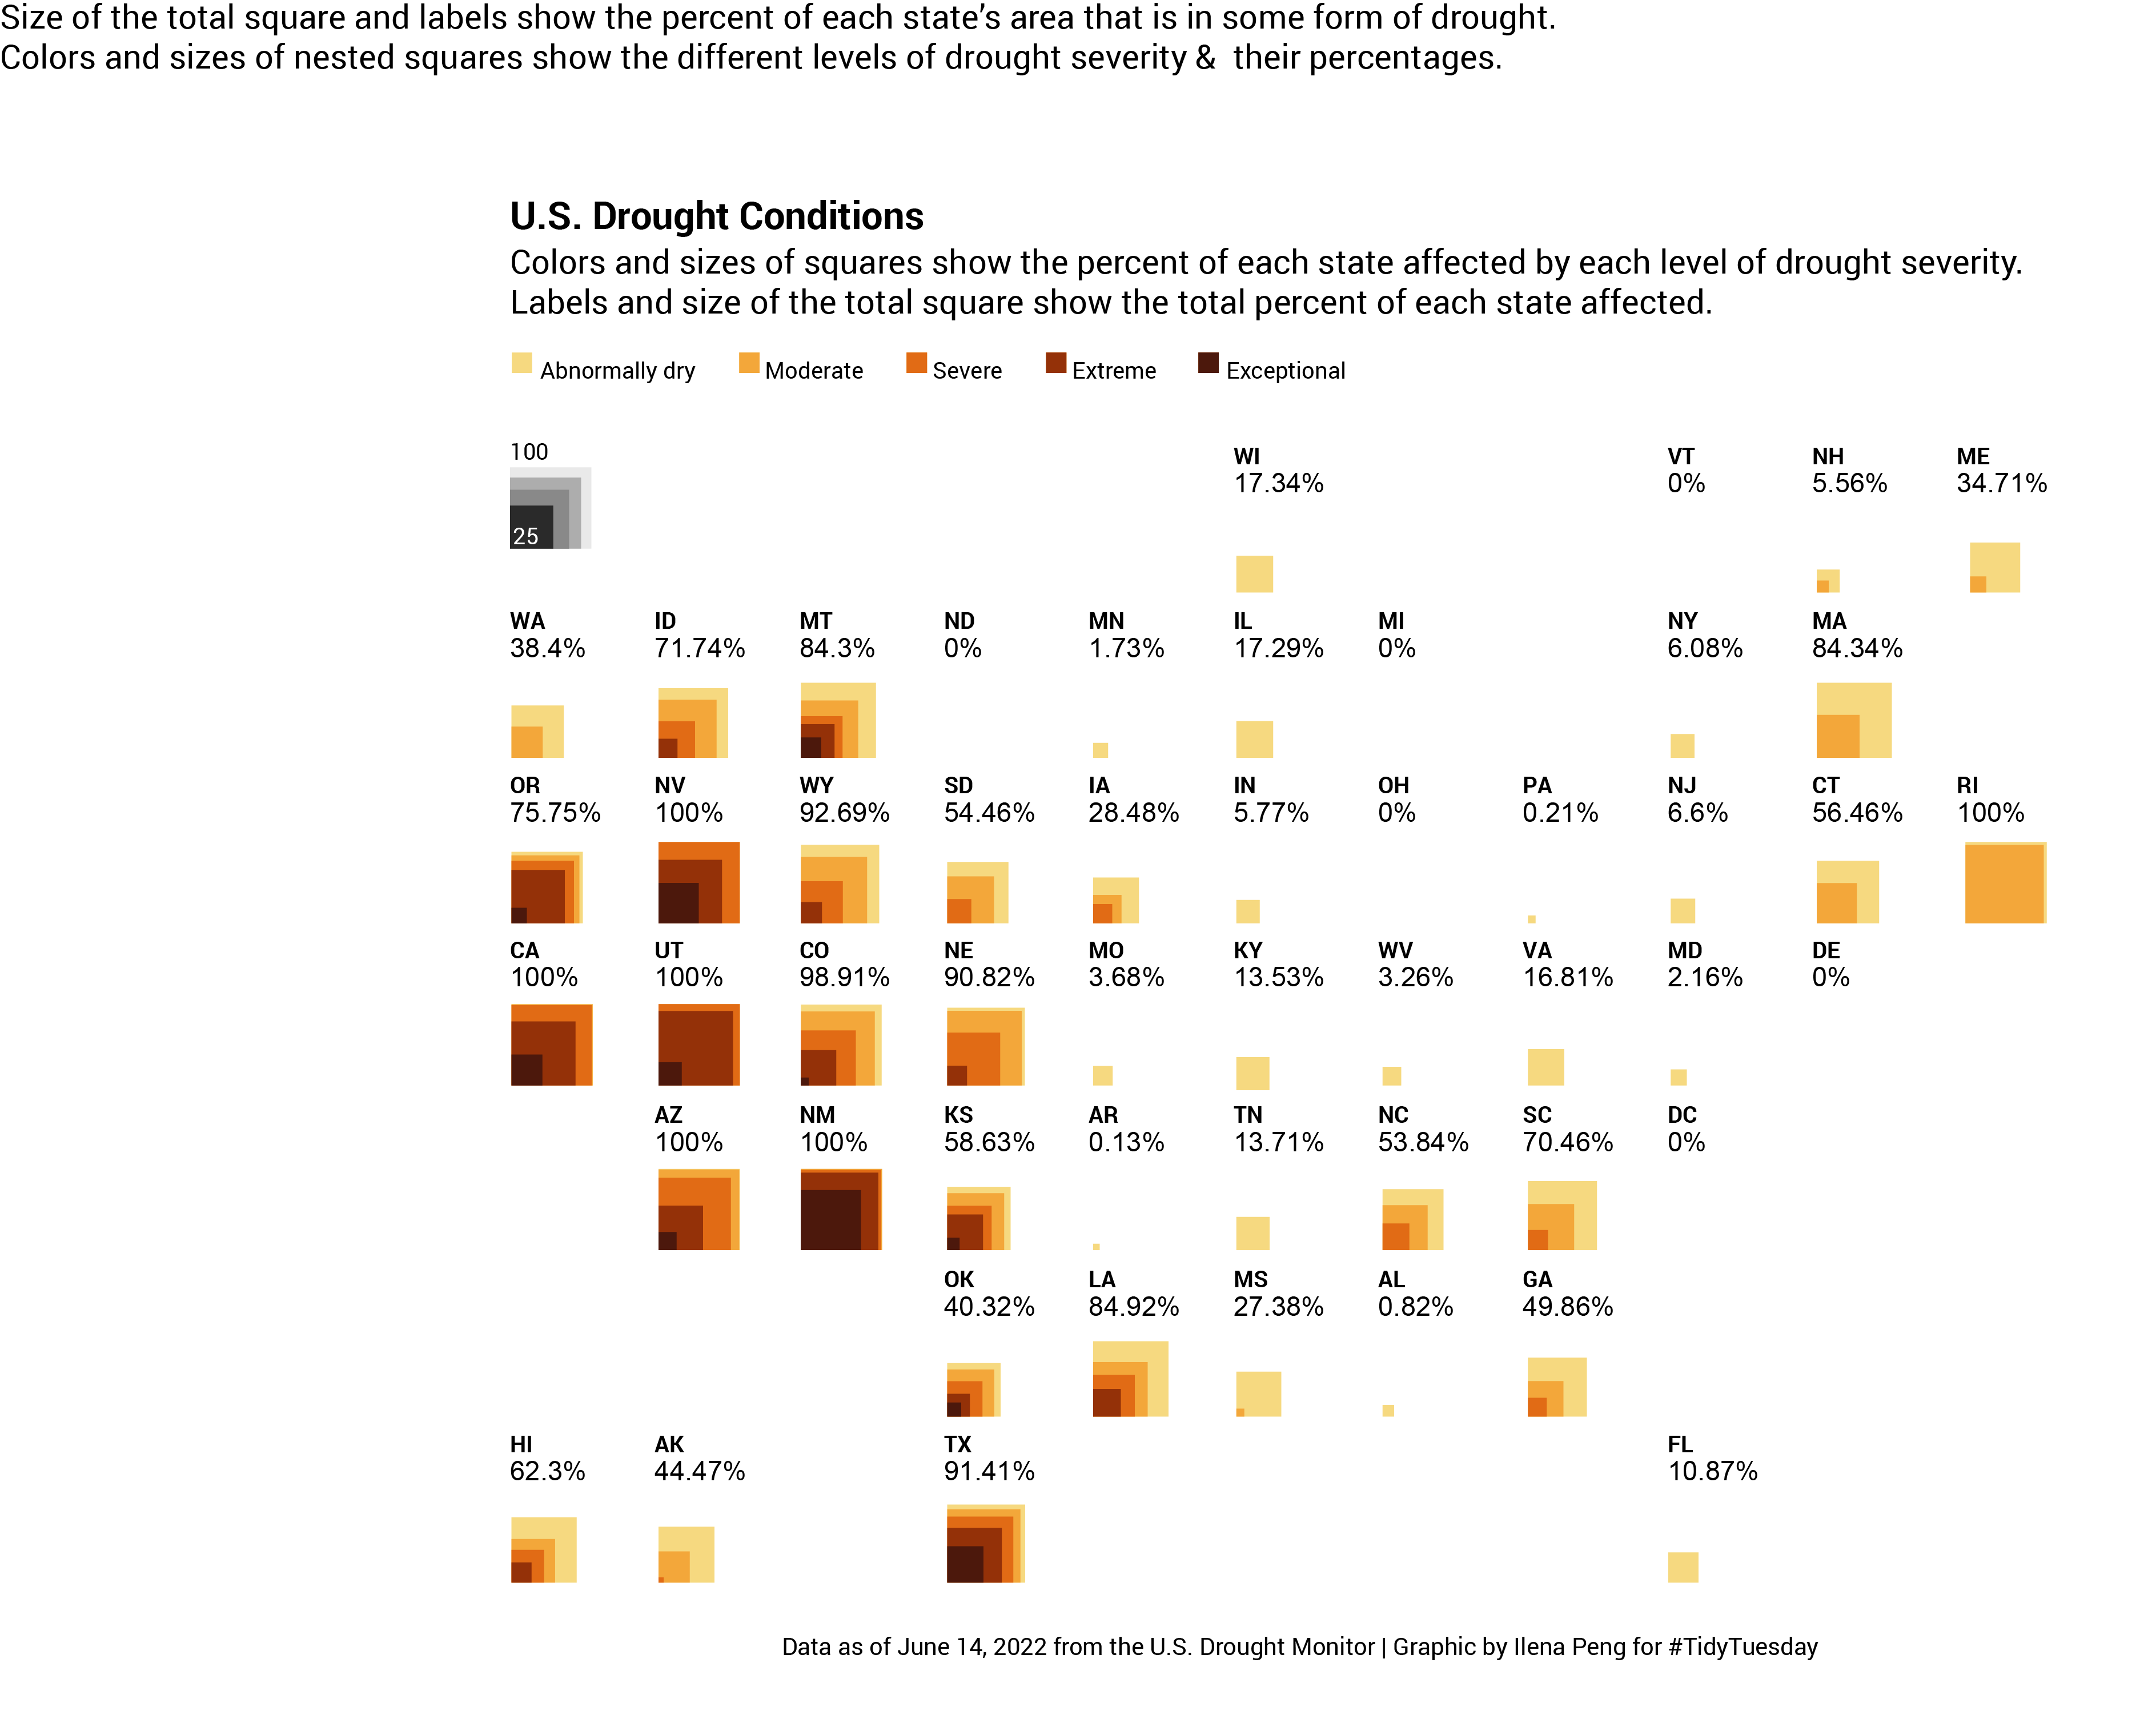 Size of the total square and labels show the percent of each state’s area that is in some form of drought.
Colors and sizes of nested squares show the different levels of drought severity &  their percentages.
U.S. Drought Conditions
Colors and sizes of squares show the percent of each state affected by each level of drought severity.
Labels and size of the total square show the total percent of each state affected.
Abnormally dry Moderate Severe Extreme Exceptional
100
25
WI VT NH ME
17.34% 0% 5.56% 34.71%
WA ID MT ND MN IL MI NY MA
38.4% 71.74% 84.3% 0% 1.73% 17.29% 0% 6.08% 84.34%
OR NV WY SD IA IN OH PA NJ CT RI
75.75% 100% 92.69% 54.46% 28.48% 5.77% 0% 0.21% 6.6% 56.46% 100%
CA UT CO NE MO KY WV VA MD DE
100% 100% 98.91% 90.82% 3.68% 13.53% 3.26% 16.81% 2.16% 0%
AZ NM KS AR TN NC SC DC
100% 100% 58.63% 0.13% 13.71% 53.84% 70.46% 0%
OK LA MS AL GA
40.32% 84.92% 27.38% 0.82% 49.86%
HI AK TX FL
62.3% 44.47% 91.41% 10.87%
Data as of June 14, 2022 from the U.S. Drought Monitor | Graphic by Ilena Peng for #TidyTuesday